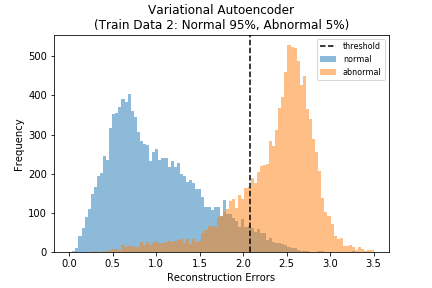 Variational Autoencoder
(Train Data 2: Normal 95%, Abnormal 5%)
threshold
normal
abnormal
Frequency
500
400
300
200
100
0
0.0 0.5 1.0 1.5 2.0 2.5 3.0 3.5
Reconstruction Errors